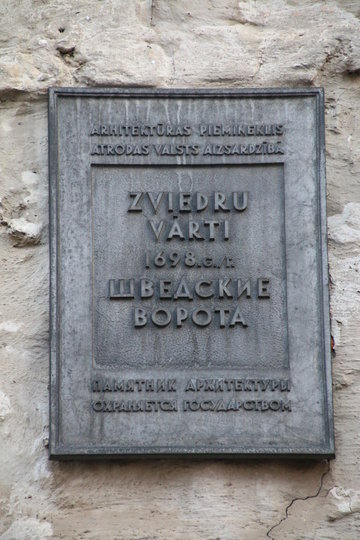 ARHITEKTŪRAS PIEMINEKLIS
ATRODAS VALSTS AIZSARDZĪBĀ
ZVIEDRU
VĀRTI
1698.G./Г.
ШВЕДСКИЕ
ВОРОТА
ПАМЯТНИК АРХИТЕКТУРЫ
ОХРАНЯЕТСЯ ГОСУДАРСТВОМ